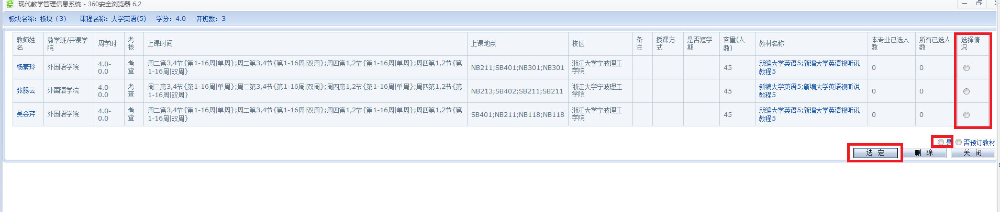 现代教学管理信息系统 - 360安全浏览器 6.2
板块名称：板块（3） 课程名称：大学英语(5) 学分：4.0 开班数：3
教师姓名 教学班/开课学院 周学时 考核 上课时间 上课地点 校区 备注 授课方式 是否短学期 容量(人数) 教材名称 本专业已选人数 所有已选人数 选择情况
杨素玲 外国语学院 4.0-0.0 考查 周二第3,4节{第1-16周|单周};周二第3,4节{第1-16周|双周};周四第1,2节{第1-16周|单周};周四第1,2节{第1-16周|双周} NB211;SB401;NB301;NB301 浙江大学宁波理工学院 45 新编大学英语5;新编大学英语视听说教程5 0 0
张腮云 外国语学院 4.0-0.0 考查 周二第3,4节{第1-16周|单周};周二第3,4节{第1-16周|双周};周四第1,2节{第1-16周|单周};周四第1,2节{第1-16周|双周} NB213;SB402;SB211;SB211 浙江大学宁波理工学院 45 新编大学英语5;新编大学英语视听说教程5 0 0
吴会芹 外国语学院 4.0-0.0 考查 周二第3,4节{第1-16周|单周};周二第3,4节{第1-16周|双周};周四第1,2节{第1-16周|单周};周四第1,2节{第1-16周|双周} SB401;NB211;NB118;NB118 浙江大学宁波理工学院 45 新编大学英语5;新编大学英语视听说教程5 0 0
是 否预订教材
选 定 删 除 关 闭